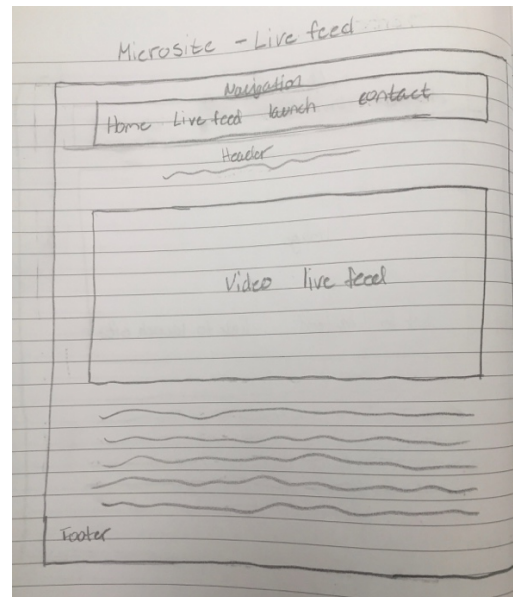 Microsite - Live feed
Navigation
Home Live feed launch contact
Header
Video live feed
Footer